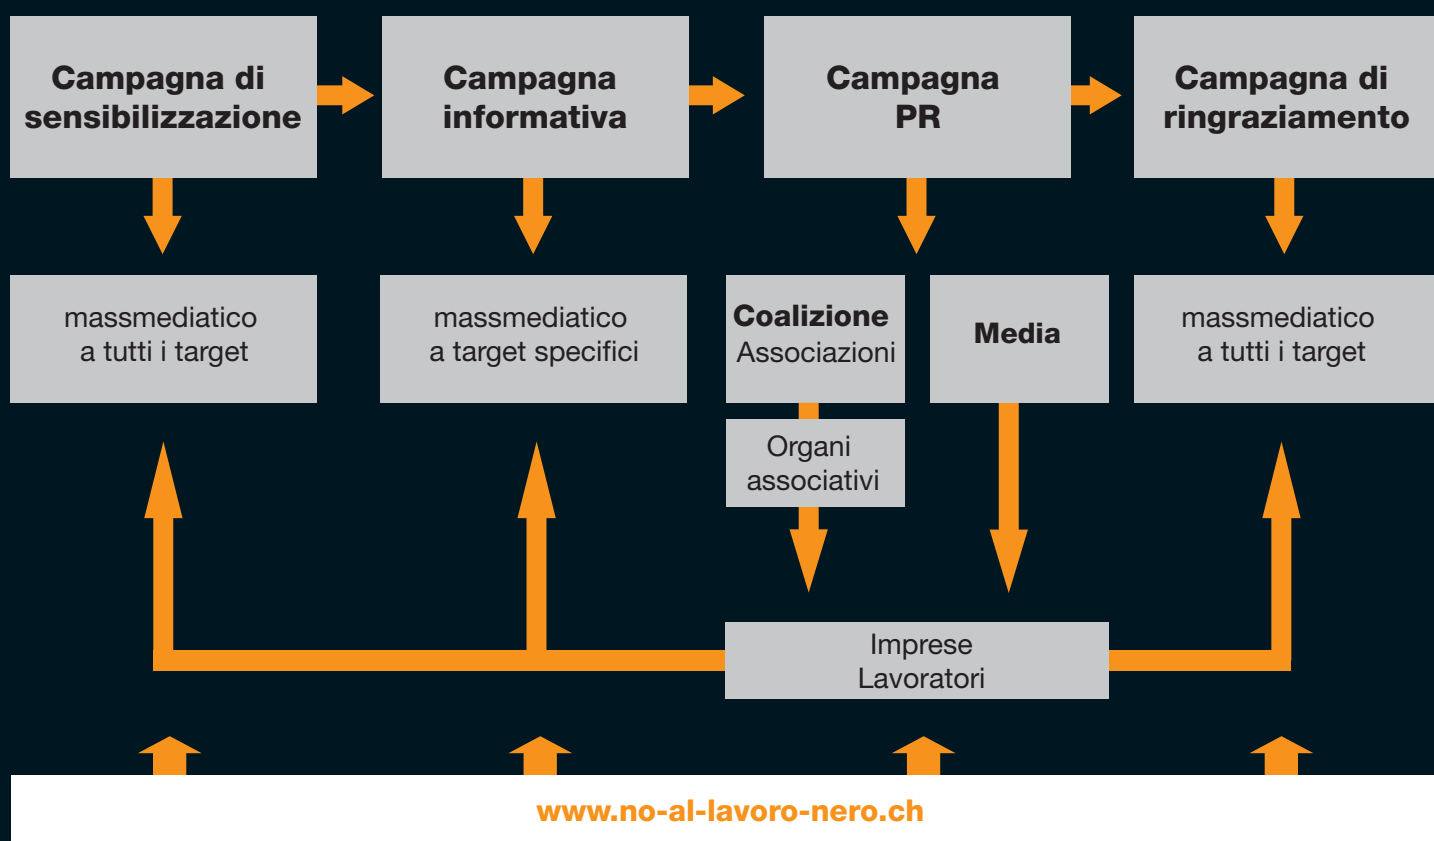 Campagna di
sensibilizzazione
Campagna
informativa
Campagna
PR
Campagna di
ringraziamento
massmediatico
a tutti i target
massmediatico
a target specifici
Coalizione
Associazioni
Media
massmediatico
a tutti i target
Organi
associativi
Imprese
Lavoratori
www.no-al-lavoro-nero.ch